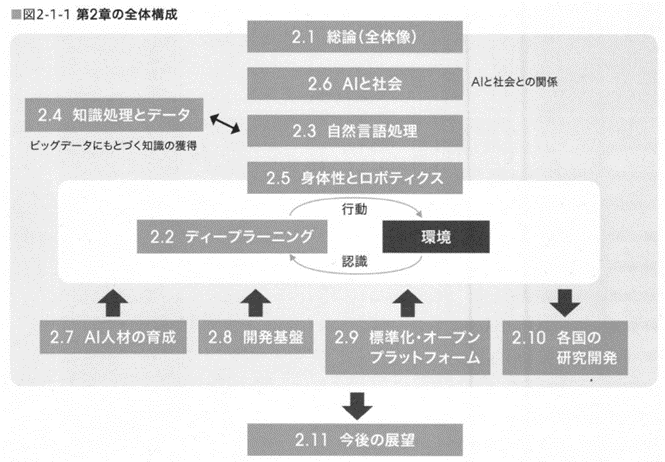 ■図2-1-1 第2章の全体構成
2.1 総論(全体像)
2.6 AIと社会
AIと社会との関係
2.4 知識処理とデータ
ビッグデータにもとづく知識の獲得
2.3 自然言語処理
2.5 身体性とロボティクス
行動
2.2 ディープラーニング
環境
認識
2.7 AI人材の育成
2.8 開発基盤
2.9 標準化・オープン
プラットフォーム
2.10 各国の
研究開発
2.11 今後の展望